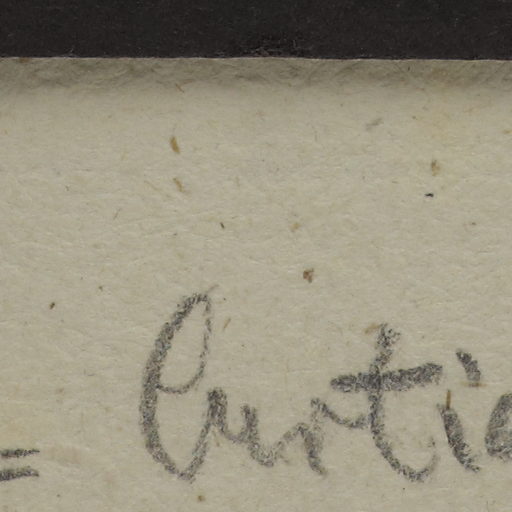 = Curtis